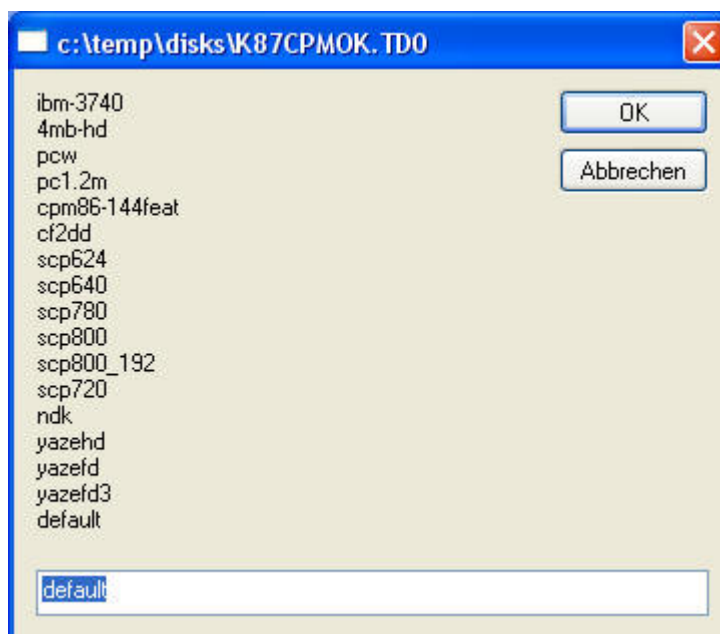 c:\temp\disks\K87CPMOK.TD0
ibm-3740
4mb-hd
pcw
pc1.2m
cpm86-144feat
cf2dd
scp624
scp640
scp780
scp800
scp800_192
scp720
ndk
yazehd
yazefd
yazefd3
default
OK
Abbrechen
default